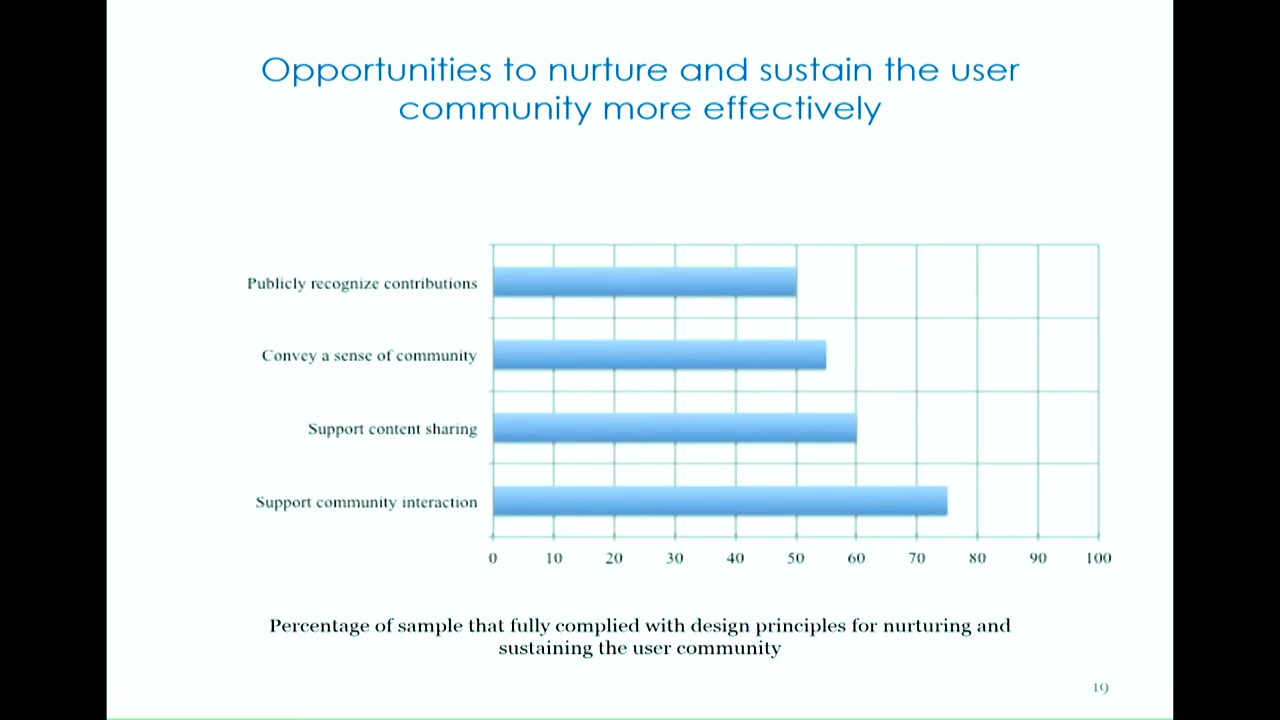 Opportunities to nurture and sustain the user
community more effectively
Publicly recognize contributions
Convey a sense of community
Support content sharing
Support community interaction
0 10 20 30 40 50 60 70 80 90 100
Percentage of sample that fully complied with design principles for nurturing and
sustaining the user community
19